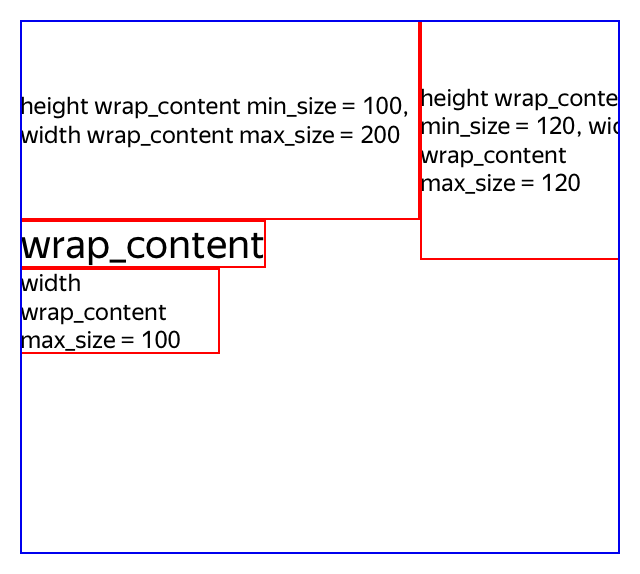 height wrap_content min_size = 100,
width wrap_content max_size = 200
height wrap_conte
min_size = 120, wid
wrap_content
max_size = 120
wrap_content
width
wrap_content
max_size = 100